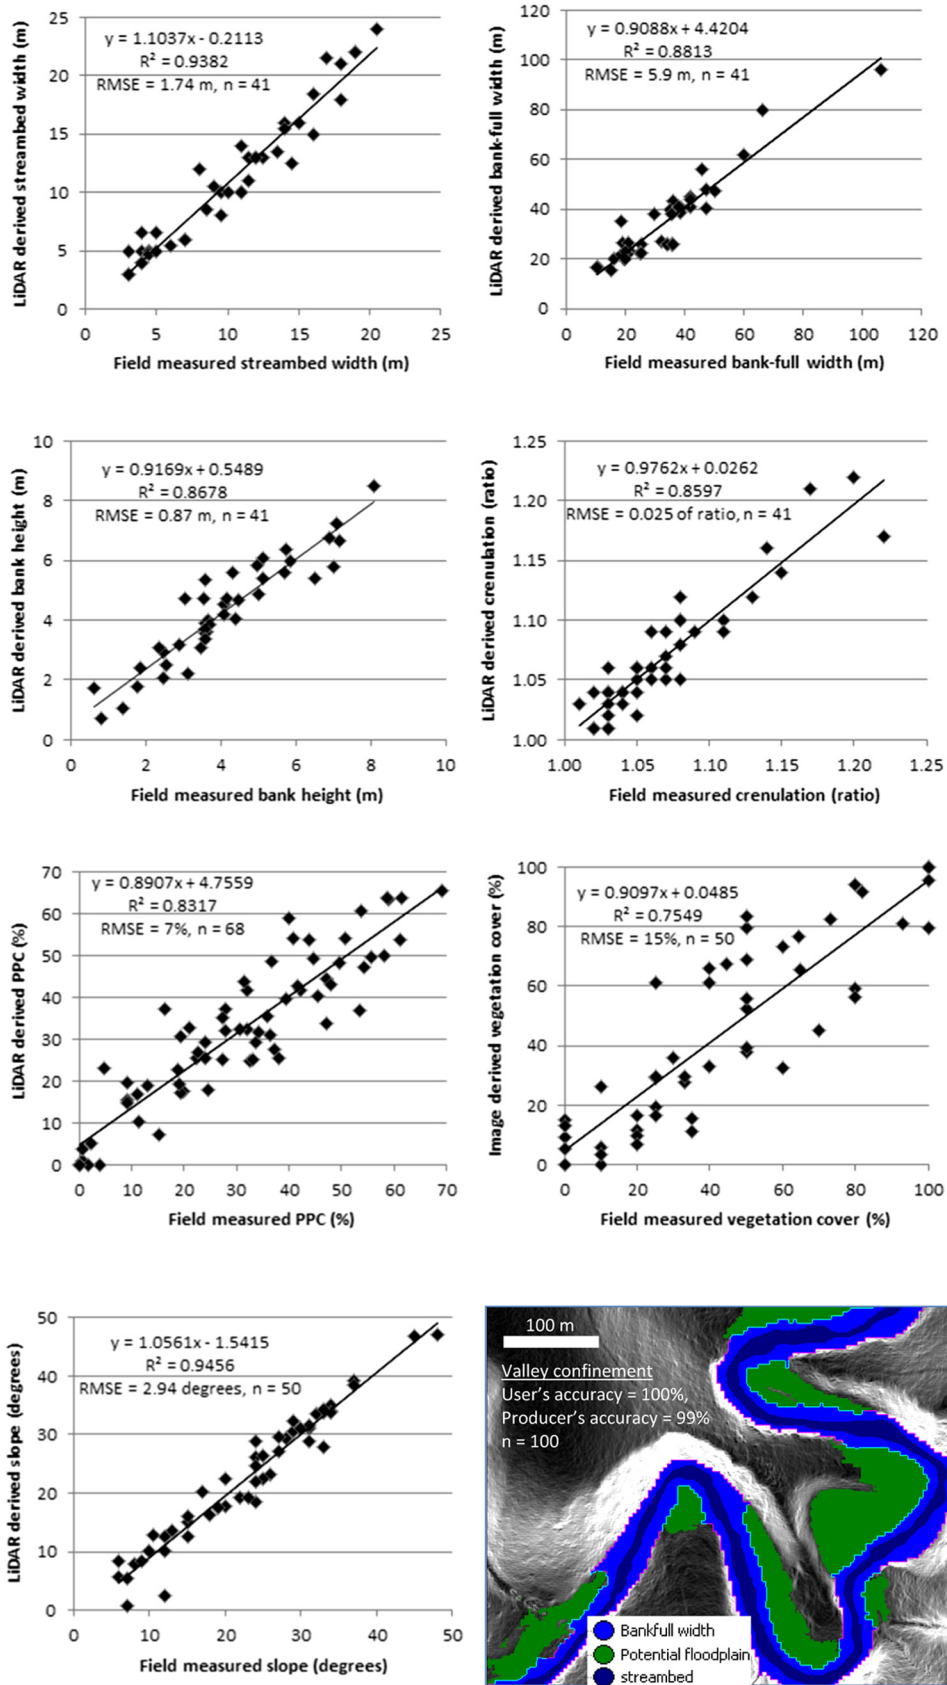 y = 1.1037x - 0.2113
R² = 0.9382
RMSE = 1.74 m, n = 41
LiDAR derived streambed width (m)
25
20
15
10
5
0
0 5 10 15 20 25
Field measured streambed width (m)
y = 0.9088x + 4.4204
R² = 0.8813
RMSE = 5.9 m, n = 41
LiDAR derived bank-full width (m)
120
100
80
60
40
20
0
0 20 40 60 80 100 120
Field measured bank-full width (m)
y = 0.9169x + 0.5489
R² = 0.8678
RMSE = 0.87 m, n = 41
LiDAR derived bank height (m)
10
8
6
4
2
0
0 2 4 6 8 10
Field measured bank height (m)
y = 0.9762x + 0.0262
R² = 0.8597
RMSE = 0.025 of ratio, n = 41
LiDAR derived crenulation (ratio)
1.25
1.20
1.15
1.10
1.05
1.00
1.00 1.05 1.10 1.15 1.20 1.25
Field measured crenulation (ratio)
y = 0.8907x + 4.7559
R² = 0.8317
RMSE = 7%, n = 68
LiDAR derived PPC (%)
70
60
50
40
30
20
10
0
0 10 20 30 40 50 60 70
Field measured PPC (%)
y = 0.9097x + 0.0485
R² = 0.7549
RMSE = 15%, n = 50
Image derived vegetation cover (%)
100
80
60
40
20
0
0 20 40 60 80 100
Field measured vegetation cover (%)
y = 1.0561x - 1.5415
R² = 0.9456
RMSE = 2.94 degrees, n = 50
LiDAR derived slope (degrees)
50
40
30
20
10
0
0 10 20 30 40 50
Field measured slope (degrees)
100 m
Valley confinement
User's accuracy = 100%,
Producer's accuracy = 99%
n = 100
Bankfull width
Potential floodplain
streambed